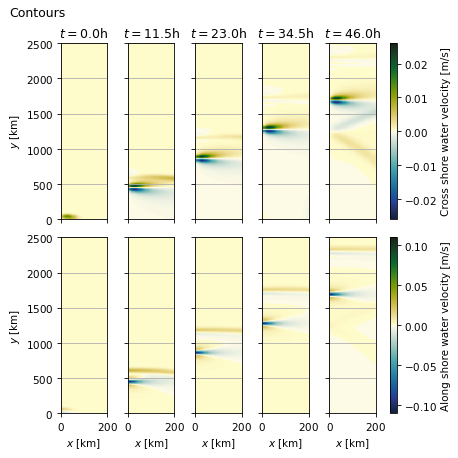 Contours
t = 0.0h t = 11.5h t = 23.0h t = 34.5h t = 46.0h
2500
2000
1500
1000
500
0
y [km]
0.02
0.01
0.00
−0.01
−0.02
Cross shore water velocity [m/s]
2500
2000
1500
1000
500
0
y [km]
0.10
0.05
0.00
−0.05
−0.10
Along shore water velocity [m/s]
0 200 0 200 0 200 0 200 0 200
x [km] x [km] x [km] x [km] x [km]